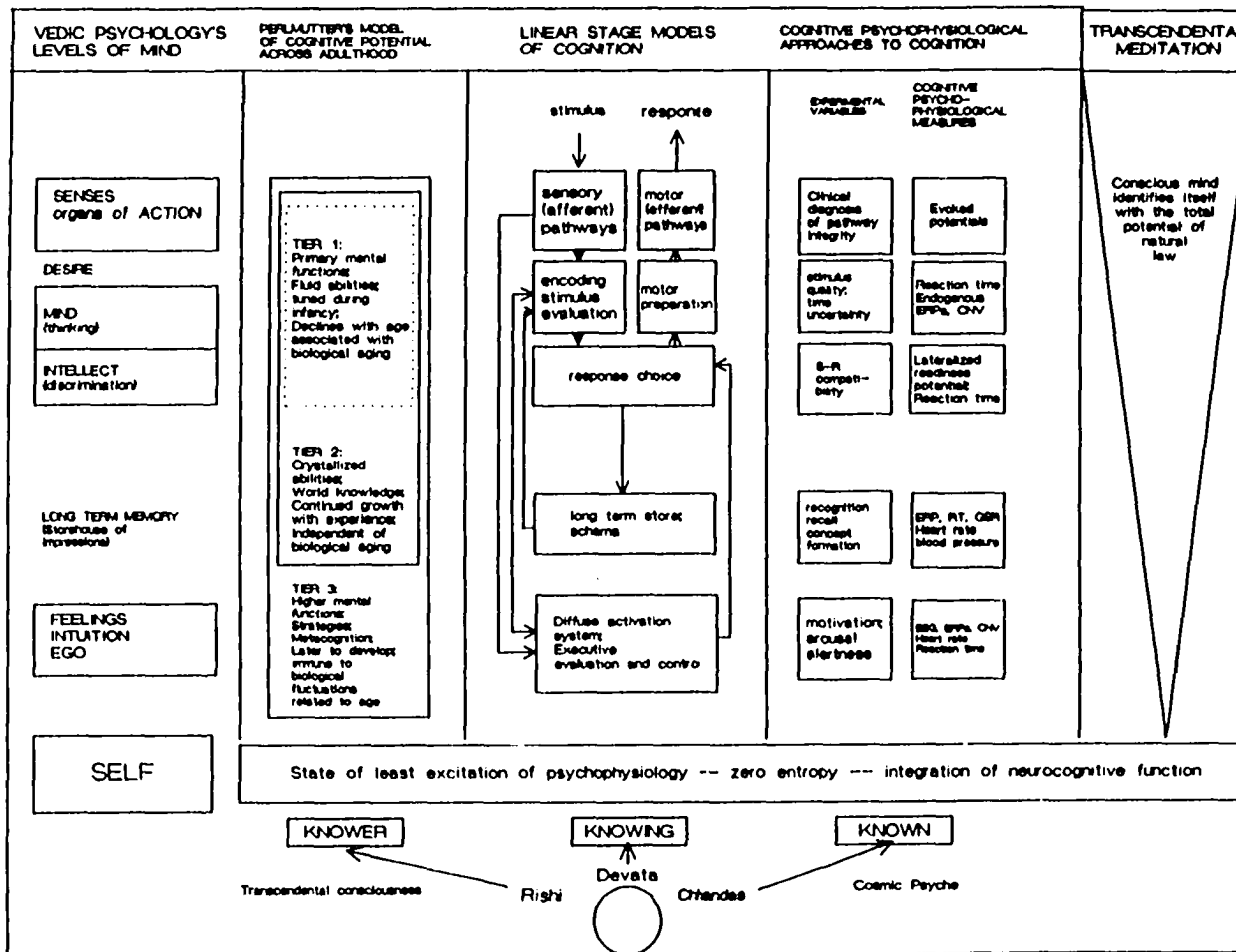 VEDIC PSYCHOLOGY'S
LEVELS OF MIND
PERLMUTTER'S MODEL
OF COGNITIVE POTENTIAL
ACROSS ADULTHOOD
LINEAR STAGE MODELS
OF COGNITION
COGNITIVE PSYCHOPHYSIOLOGICAL
APPROACHES TO COGNITION
TRANSCENDENTA
MEDITATION
EXPERIMENTAL
VARIABLES
COGNITIVE
PSYCHO-
PHYSIOLOGICAL
MEASURES
stimulus
response
SENSES
organs of ACTION
DESIRE
MIND
(thinking)
INTELLECT
(discrimination)
LONG TERM MEMORY
(Storehouse of
impressions)
FEELINGS
INTUITION
EGO
SELF
TIER 1:
Primary mental
functions;
Fluid abilities;
tuned during
infancy;
Declines with age
associated with
biological aging
TIER 2:
Crystallized
abilities;
World knowledge;
Continued growth
with experience;
Independent of
biological aging
TIER 3:
Higher mental
functions;
Strategies;
Metacognition;
Later to develop;
immune to
biological
fluctuations
related to age
sensory
(afferent)
pathways
motor
(efferent)
pathways
encoding
stimulus
evaluation
motor
preparation
response choice
long term store;
schema
Diffuse activation
system;
Executive
evaluation and contro
Clinical
diagnosis
of pathway
integrity
Evoked
potentials
stimulus
quality;
time
uncertainty
Reaction time
Endogenous
ERPs, CNV
S-R
compati-
bility
Lateralized
readiness
potential;
Reaction time
recognition
recall
concept
formation
ERP, RT, GSR
Heart rate
blood pressure
motivation;
arousal
alertness
EEG, ERPs, CNV
Heart rate
Reaction time
Conscious mind
identifies itself
with the total
potential of
natural
law
State of least excitation of psychophysiology -- zero entropy -- integration of neurocognitive function
KNOWER
KNOWING
KNOWN
Transcendental consciousness
Rishi
Devata
Chhandas
Cosmic Psyche